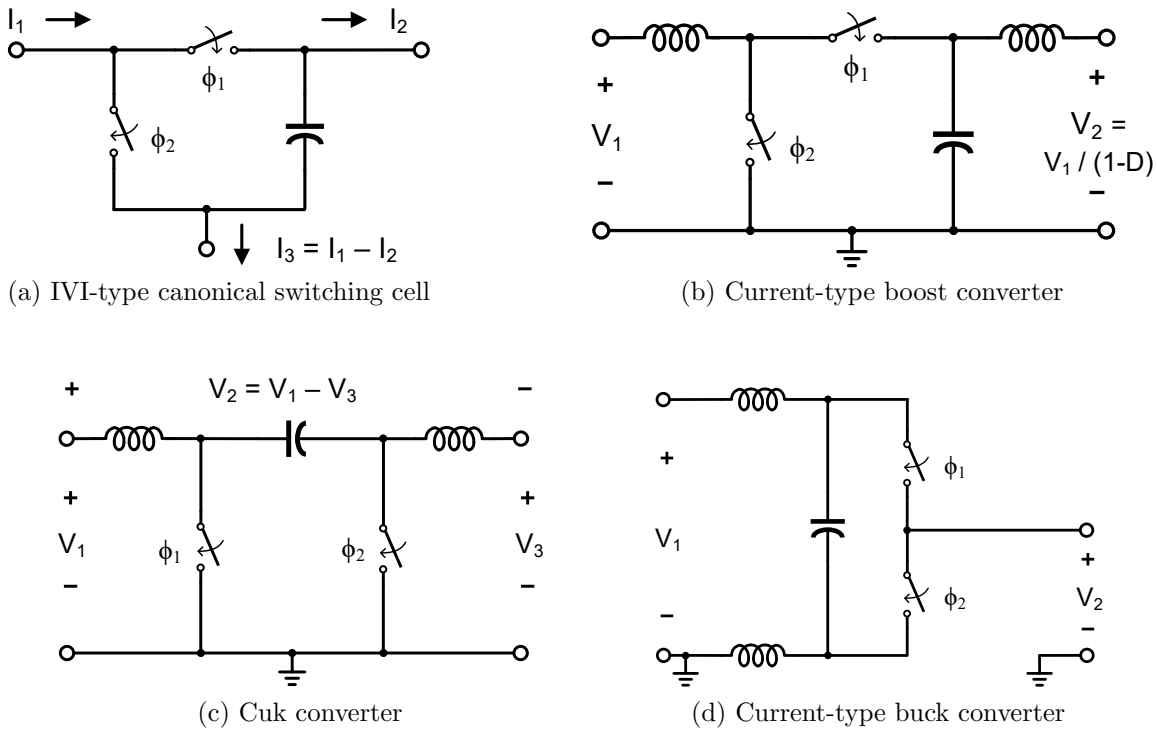 I1 I2
ϕ1
ϕ2
I3 = I1 – I2
(a) IVI-type canonical switching cell
+ +
V1 ϕ1 ϕ2 V2 =
V1 / (1-D)
– –
(b) Current-type boost converter
+ V2 = V1 – V3 –
+ +
V1 ϕ1 ϕ2 V3
– –
(c) Cuk converter
+ ϕ1
V1
+
– ϕ2 V2
–
(d) Current-type buck converter